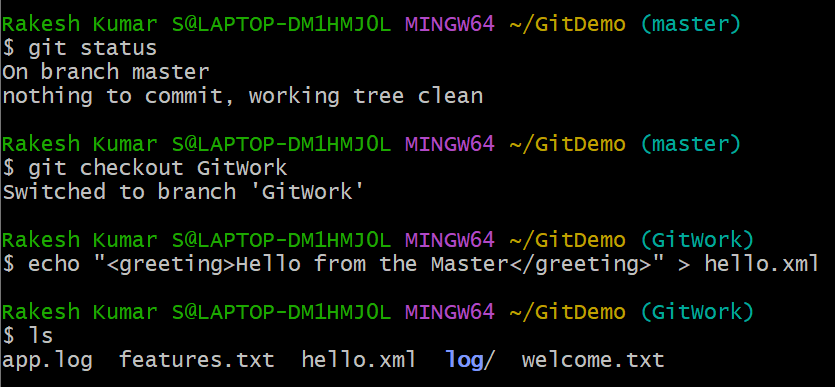 Rakesh Kumar S@LAPTOP-DM1HMJ0L MINGW64 ~/GitDemo (master)
$ git status
On branch master
nothing to commit, working tree clean
Rakesh Kumar S@LAPTOP-DM1HMJ0L MINGW64 ~/GitDemo (master)
$ git checkout GitWork
Switched to branch 'GitWork'
Rakesh Kumar S@LAPTOP-DM1HMJ0L MINGW64 ~/GitDemo (GitWork)
$ echo "<greeting>Hello from the Master</greeting>" > hello.xml
Rakesh Kumar S@LAPTOP-DM1HMJ0L MINGW64 ~/GitDemo (GitWork)
$ ls
app.log  features.txt  hello.xml  log/  welcome.txt